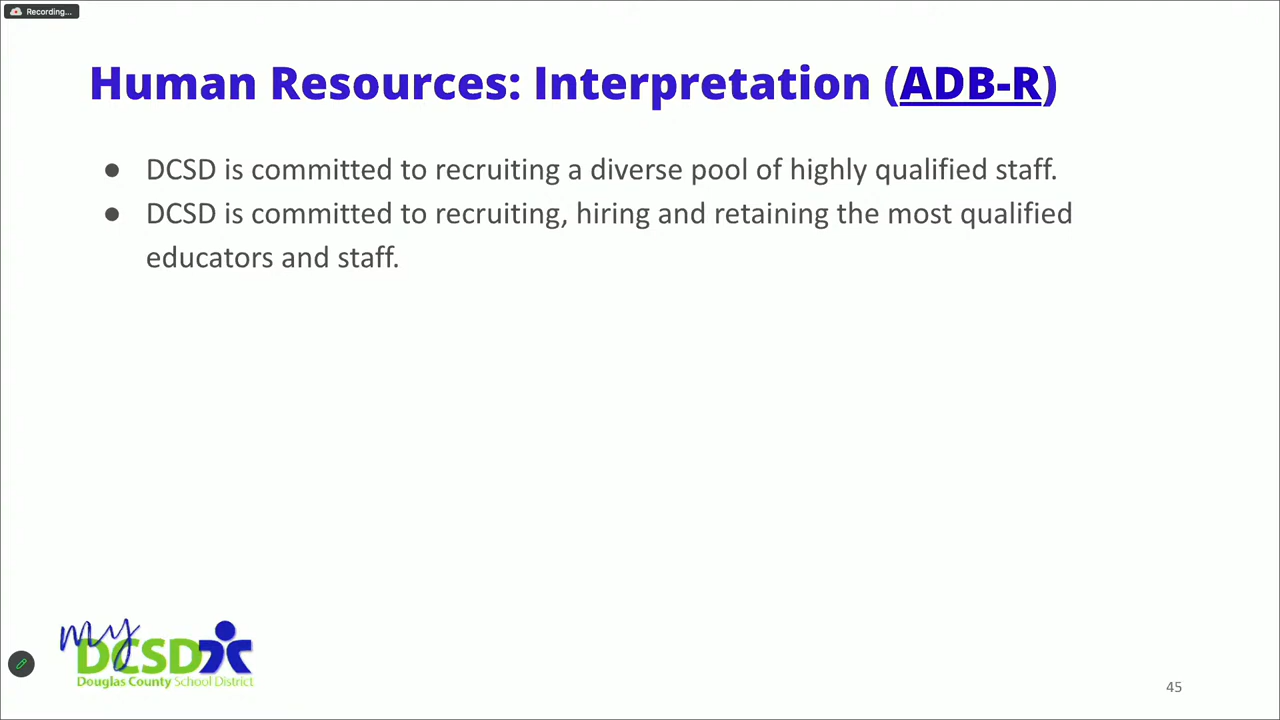 Recording...
Human Resources: Interpretation (ADB-R)
● DCSD is committed to recruiting a diverse pool of highly qualified staff.
● DCSD is committed to recruiting, hiring and retaining the most qualified
educators and staff.
my
DCSD
Douglas County School District
45